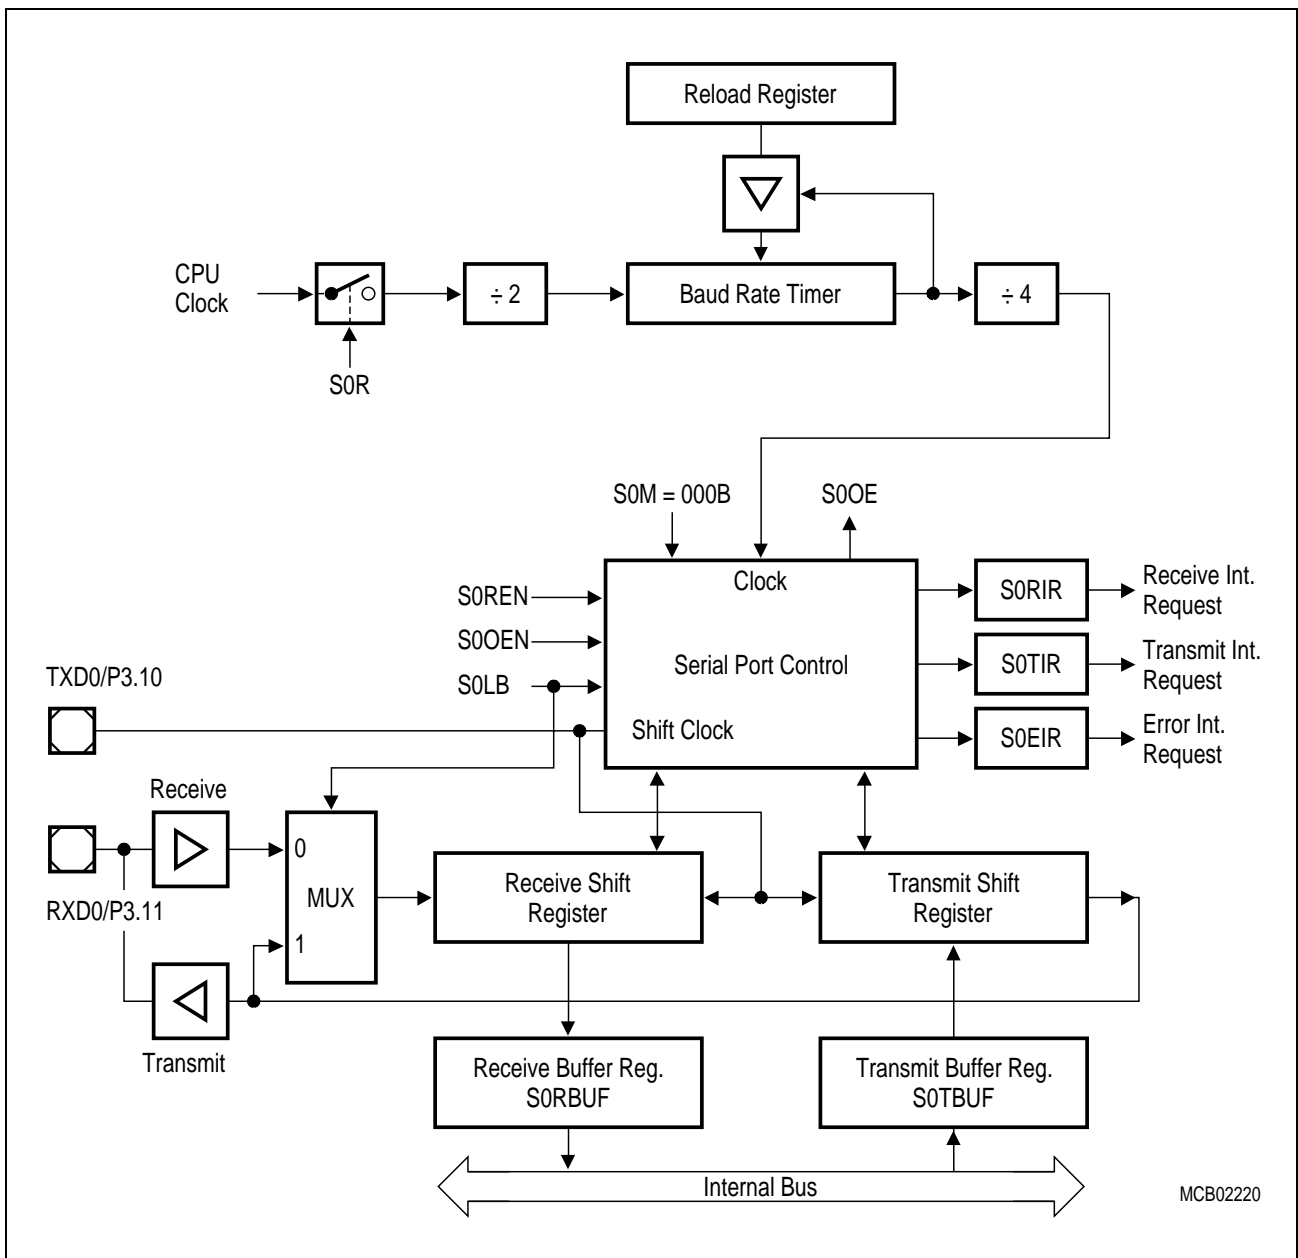 Reload Register
CPU
Clock
÷ 2
Baud Rate Timer
÷ 4
S0R
S0M = 000B
S0OE
Clock
S0REN
S0OEN
Serial Port Control
S0LB
Shift Clock
S0RIR
Receive Int.
Request
S0TIR
Transmit Int.
Request
S0EIR
Error Int.
Request
TXD0/P3.10
Receive
RXD0/P3.11
0
MUX
1
Transmit
Receive Shift
Register
Transmit Shift
Register
Receive Buffer Reg.
S0RBUF
Transmit Buffer Reg.
S0TBUF
Internal Bus
MCB02220